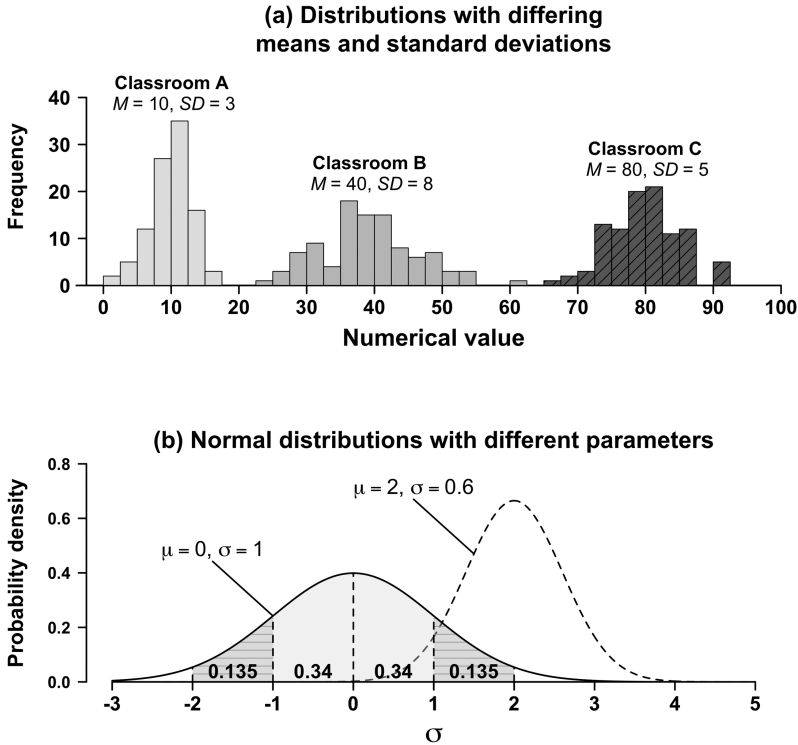 (a) Distributions with differing
means and standard deviations
Classroom A
M = 10, SD = 3
Classroom B
M = 40, SD = 8
Classroom C
M = 80, SD = 5
Frequency
40
30
20
10
0
0 10 20 30 40 50 60 70 80 90 100
Numerical value
(b) Normal distributions with different parameters
Probability density
0.8
0.6
0.4
0.2
0.0
μ = 2, σ = 0.6
μ = 0, σ = 1
0.135 0.34 0.34 0.135
-3 -2 -1 0 1 2 3 4 5
σ